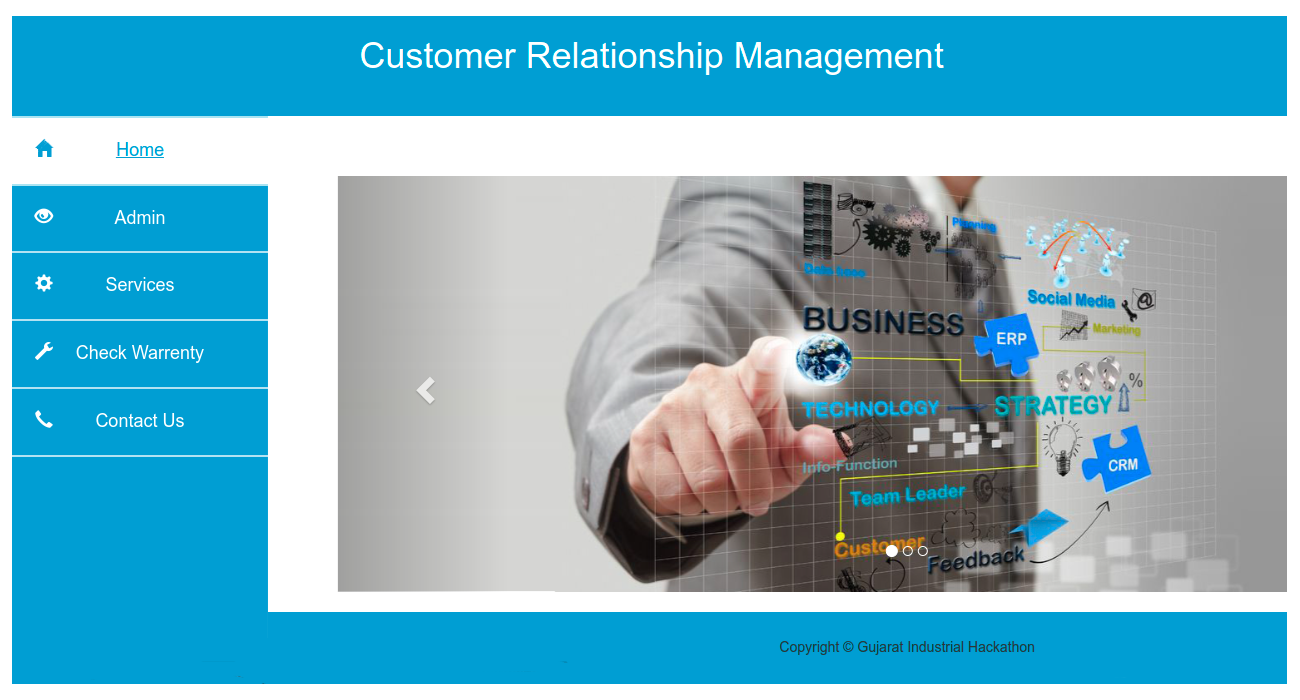 Customer Relationship Management
Home
Admin
Services
Check Warrenty
Contact Us
Planning
Data-base
Social Media
@
BUSINESS
ERP
Marketing
%
TECHNOLOGY
STRATEGY
Info-Function
CRM
Team Leader
Customer
Feedback
Copyright © Gujarat Industrial Hackathon